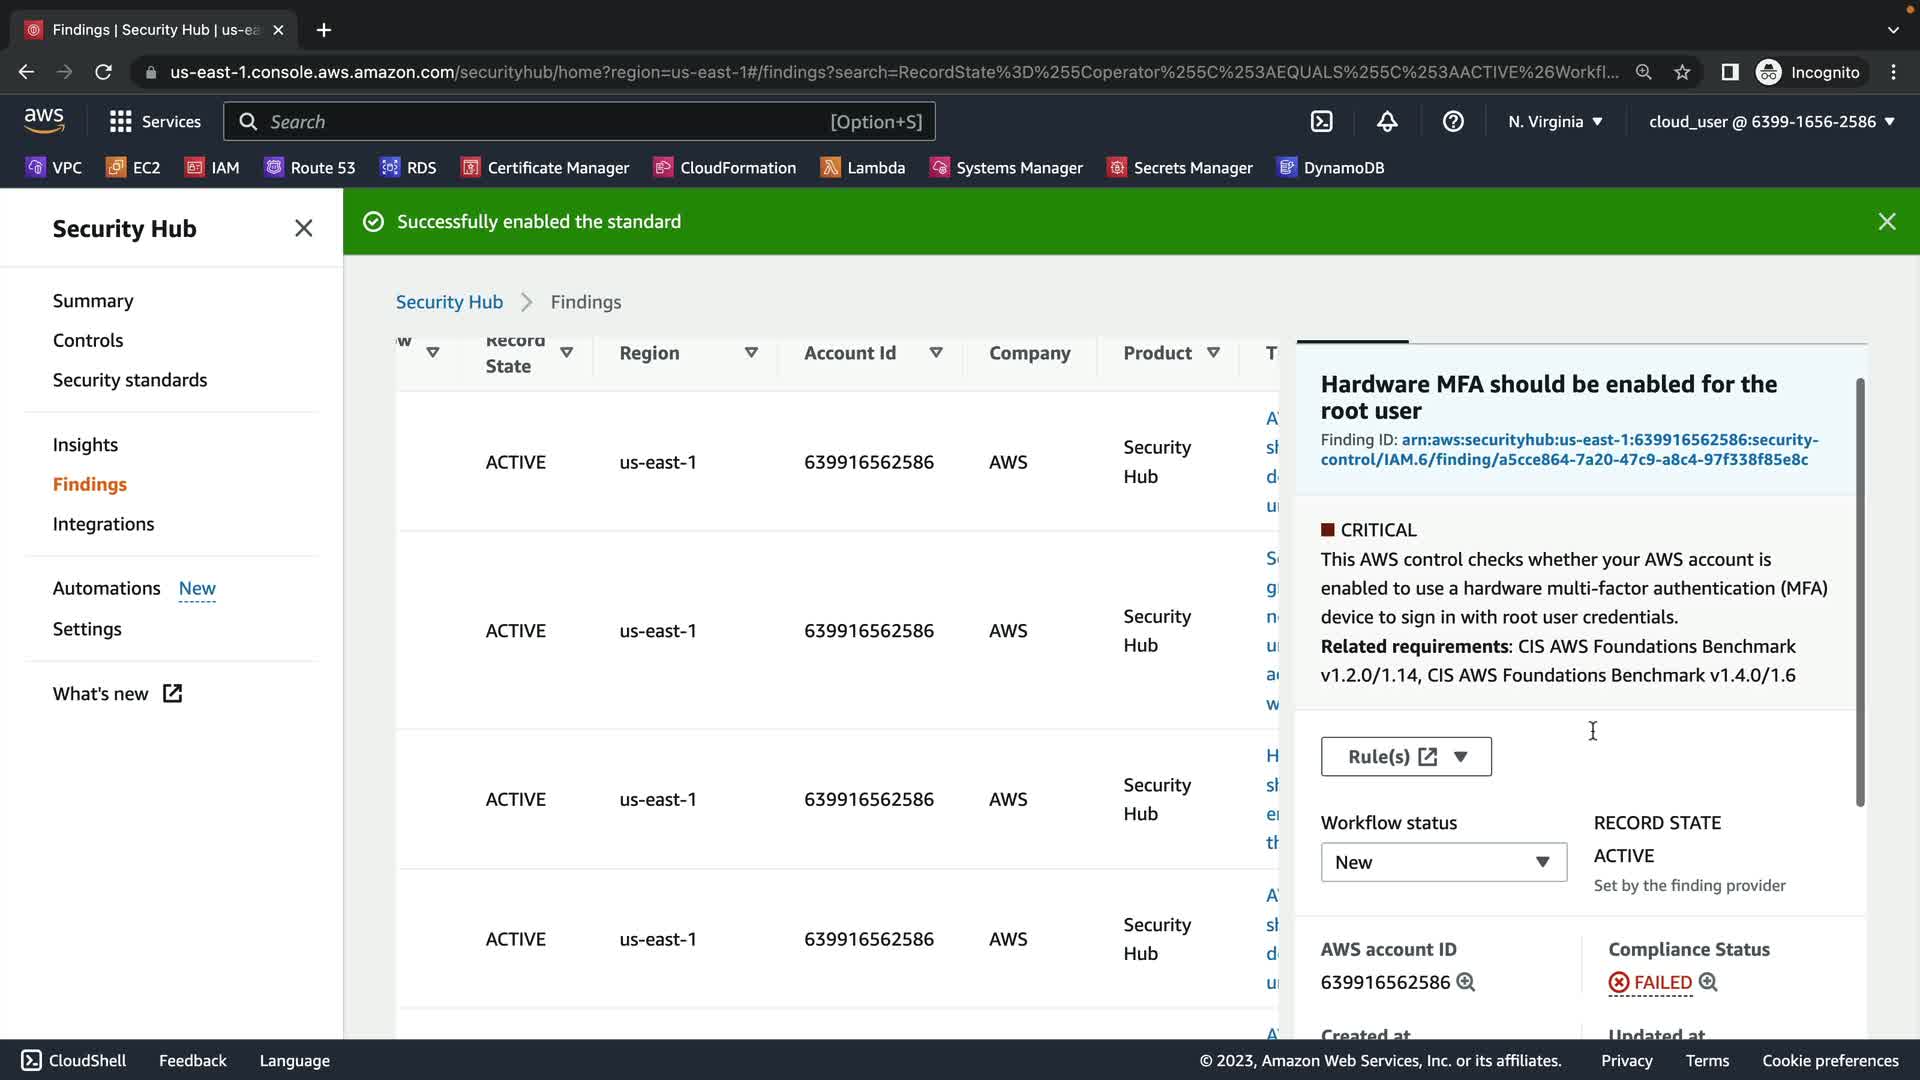 Findings | Security Hub | us-ea
us-east-1.console.aws.amazon.com/securityhub/home?region=us-east-1#/findings?search=RecordState%3D%255Coperator%255C%253AEQUALS%255C%253AACTIVE%26Workfl...
Incognito
aws
Services
Search
[Option+S]
N. Virginia
cloud_user @ 6399-1656-2586
VPC
EC2
IAM
Route 53
RDS
Certificate Manager
CloudFormation
Lambda
Systems Manager
Secrets Manager
DynamoDB
Security Hub
Summary
Controls
Security standards
Insights
Findings
Integrations
Automations New
Settings
What's new
Successfully enabled the standard
Security Hub
Findings
w
Record
State
Region
Account Id
Company
Product
T
ACTIVE
us-east-1
639916562586
AWS
Security
Hub
ACTIVE
us-east-1
639916562586
AWS
Security
Hub
ACTIVE
us-east-1
639916562586
AWS
Security
Hub
ACTIVE
us-east-1
639916562586
AWS
Security
Hub
Hardware MFA should be enabled for the
root user
Finding ID: arn:aws:securityhub:us-east-1:639916562586:security-
control/IAM.6/finding/a5cce864-7a20-47c9-a8c4-97f338f85e8c
CRITICAL
This AWS control checks whether your AWS account is
enabled to use a hardware multi-factor authentication (MFA)
device to sign in with root user credentials.
Related requirements: CIS AWS Foundations Benchmark
v1.2.0/1.14, CIS AWS Foundations Benchmark v1.4.0/1.6
Rule(s)
Workflow status
New
RECORD STATE
ACTIVE
Set by the finding provider
AWS account ID
639916562586
Compliance Status
FAILED
Created at
Updated at
CloudShell
Feedback
Language
© 2023, Amazon Web Services, Inc. or its affiliates.
Privacy
Terms
Cookie preferences